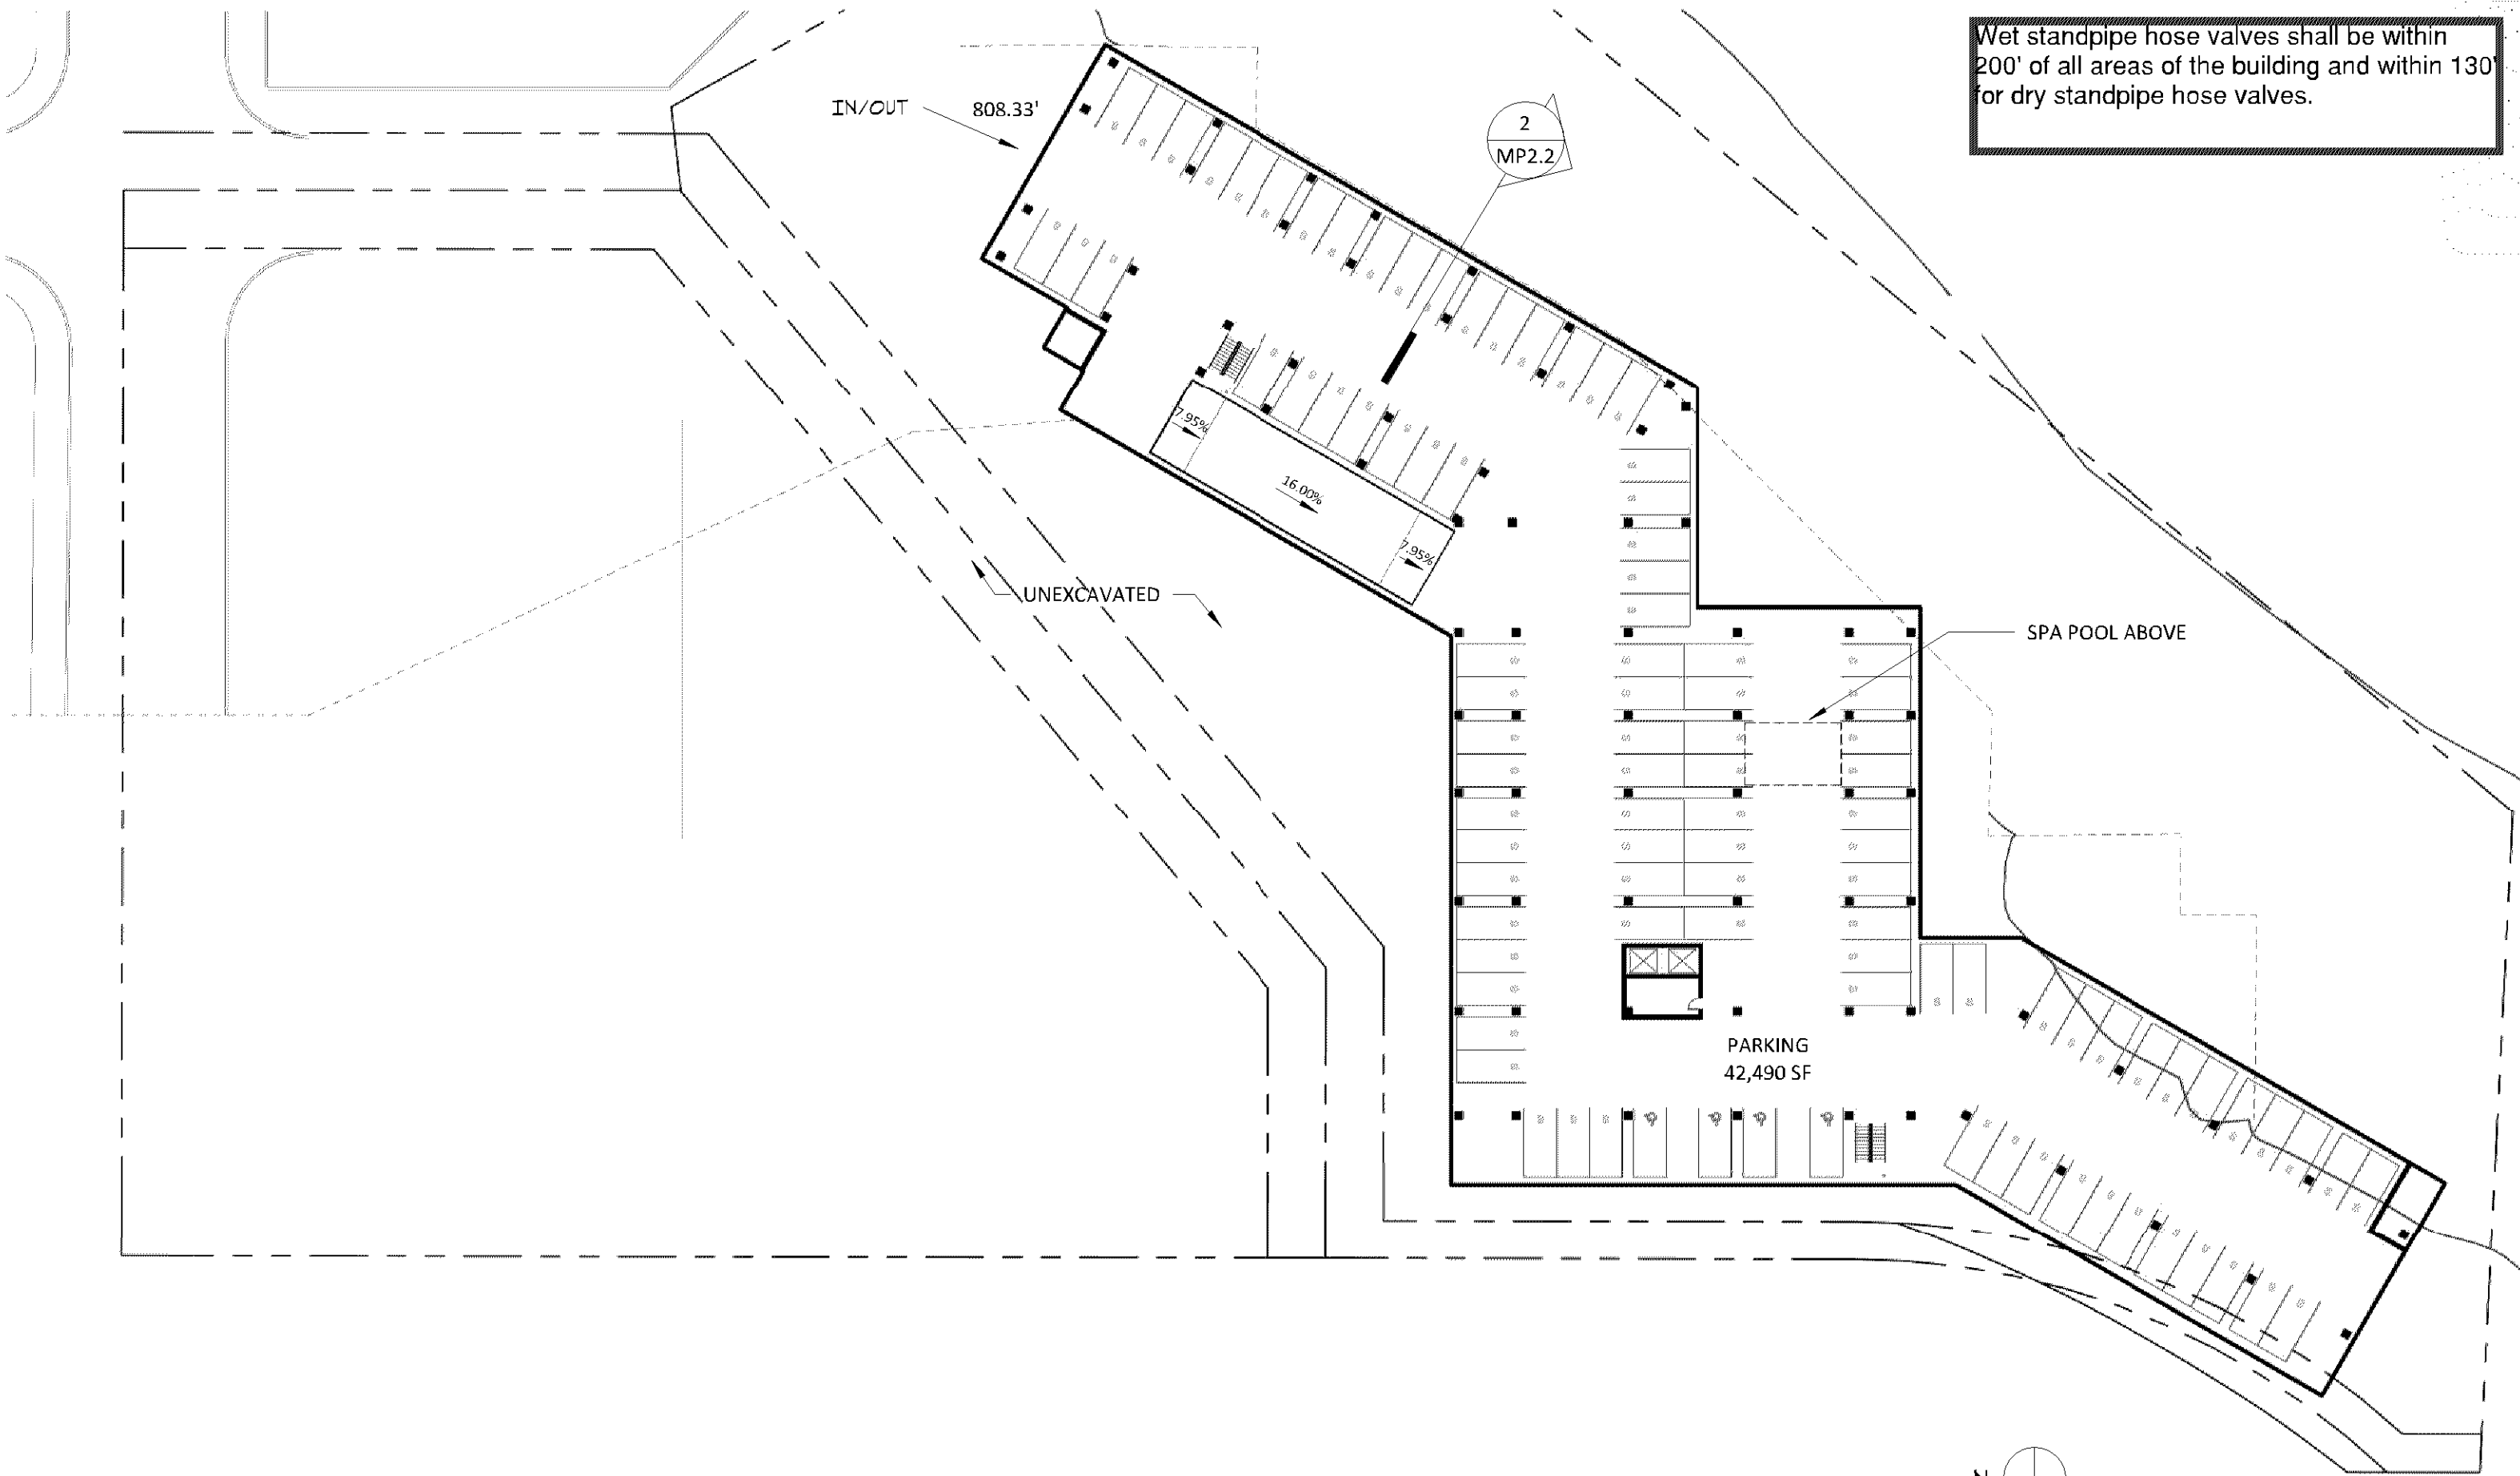 Wet standpipe hose valves shall be within
200' of all areas of the building and within 130'
for dry standpipe hose valves.
IN/OUT
808.33'
2
MP2.2
7.95%
16.00%
7.95%
UNEXCAVATED
SPA POOL ABOVE
PARKING
42,490 SF